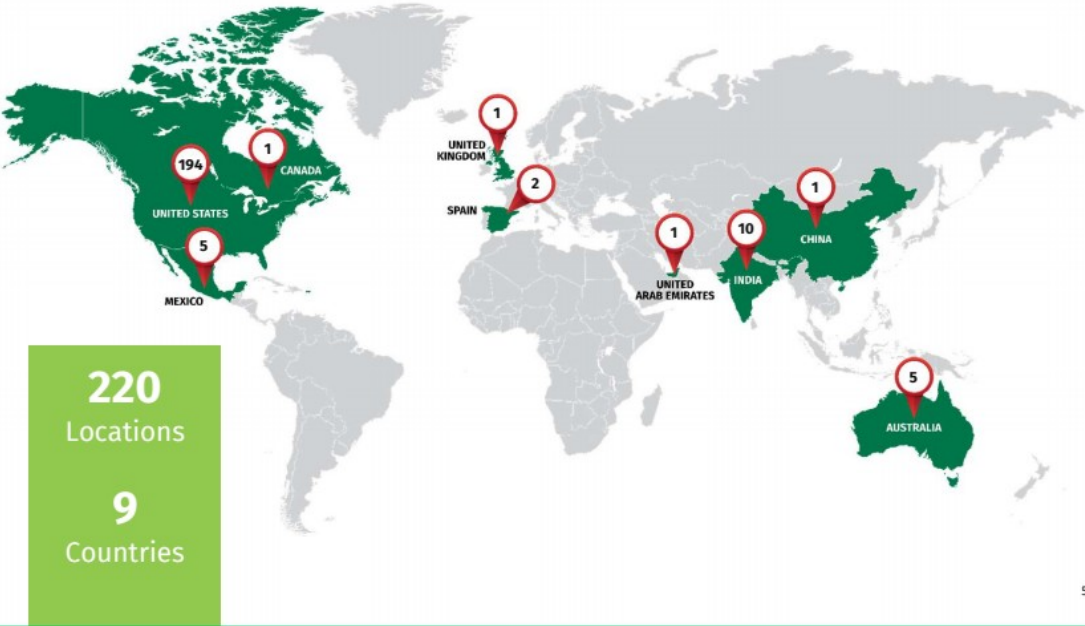 1
UNITED
KINGDOM
194
1
CANADA
2
1
UNITED STATES
SPAIN
5
1
10
CHINA
MEXICO
UNITED
ARAB EMIRATES
INDIA
220
Locations
5
AUSTRALIA
9
Countries